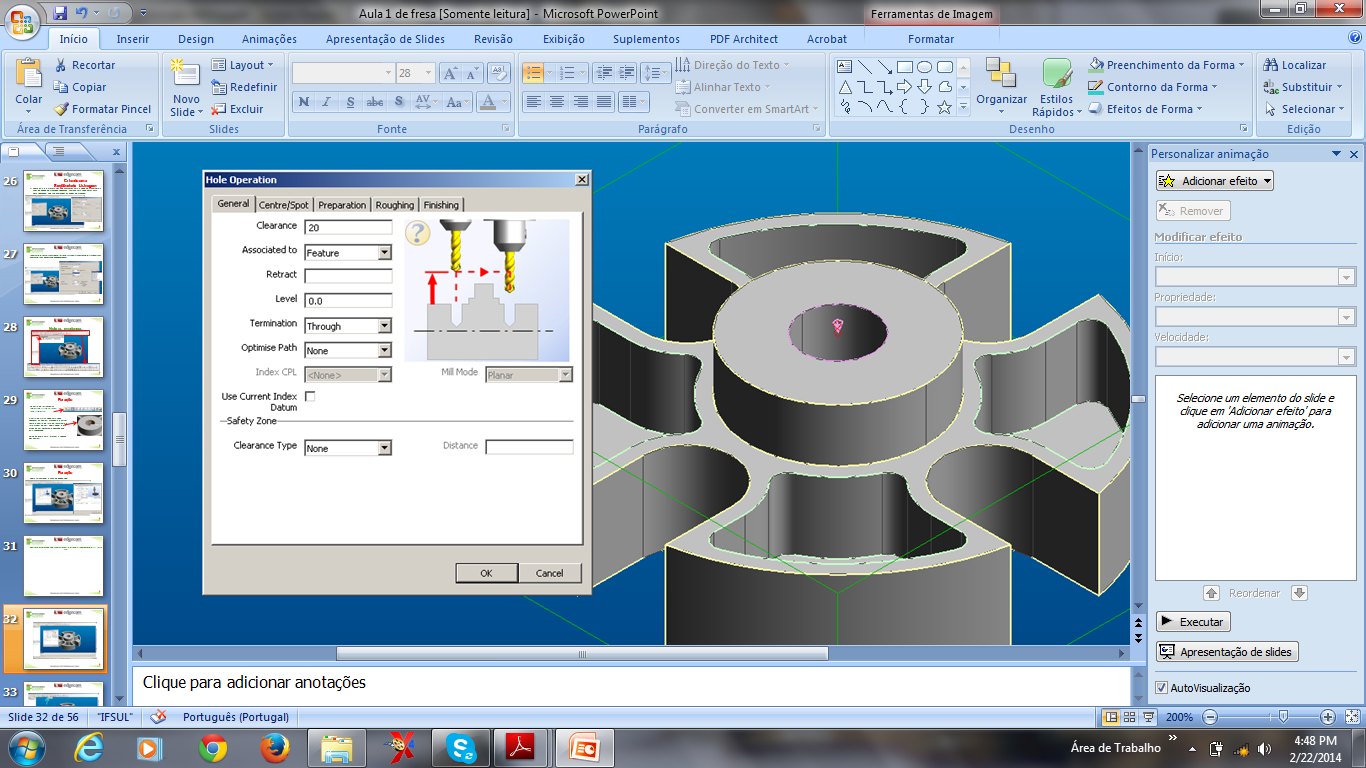 Aula 1 de fresa [Somente leitura] - Microsoft PowerPoint
Ferramentas de Imagem
Início Inserir Design Animações Apresentação de Slides Revisão Exibição Suplementos PDF Architect Acrobat Formatar
Colar
Recortar
Copiar
Formatar Pincel
Área de Transferência
Novo Slide
Layout
Redefinir
Excluir
Slides
28
N I S abc S AV Aa A
Fonte
Direção do Texto
Alinhar Texto
Converter em SmartArt
Parágrafo
Organizar
Estilos Rápidos
Preenchimento da Forma
Contorno da Forma
Efeitos de Forma
Desenho
Localizar
Substituir
Selecionar
Edição
26
27
28
29
30
31
32
33
Hole Operation
General Centre/Spot Preparation Roughing Finishing
Clearance 20
Associated to Feature
Retract
Level 0.0
Termination Through
Optimise Path None
Index CPL <None> Mill Mode Planar
Use Current Index
Datum
Safety Zone
Clearance Type None Distance
OK Cancel
Personalizar animação
Adicionar efeito
Remover
Modificar efeito
Início:
Propriedade:
Velocidade:
Selecione um elemento do slide e
clique em 'Adicionar efeito' para
adicionar uma animação.
Reordenar
Executar
Apresentação de slides
AutoVisualização
Clique para adicionar anotações
Slide 32 de 56 "IFSUL" Português (Portugal) 200%
Área de Trabalho
4:48 PM
2/22/2014